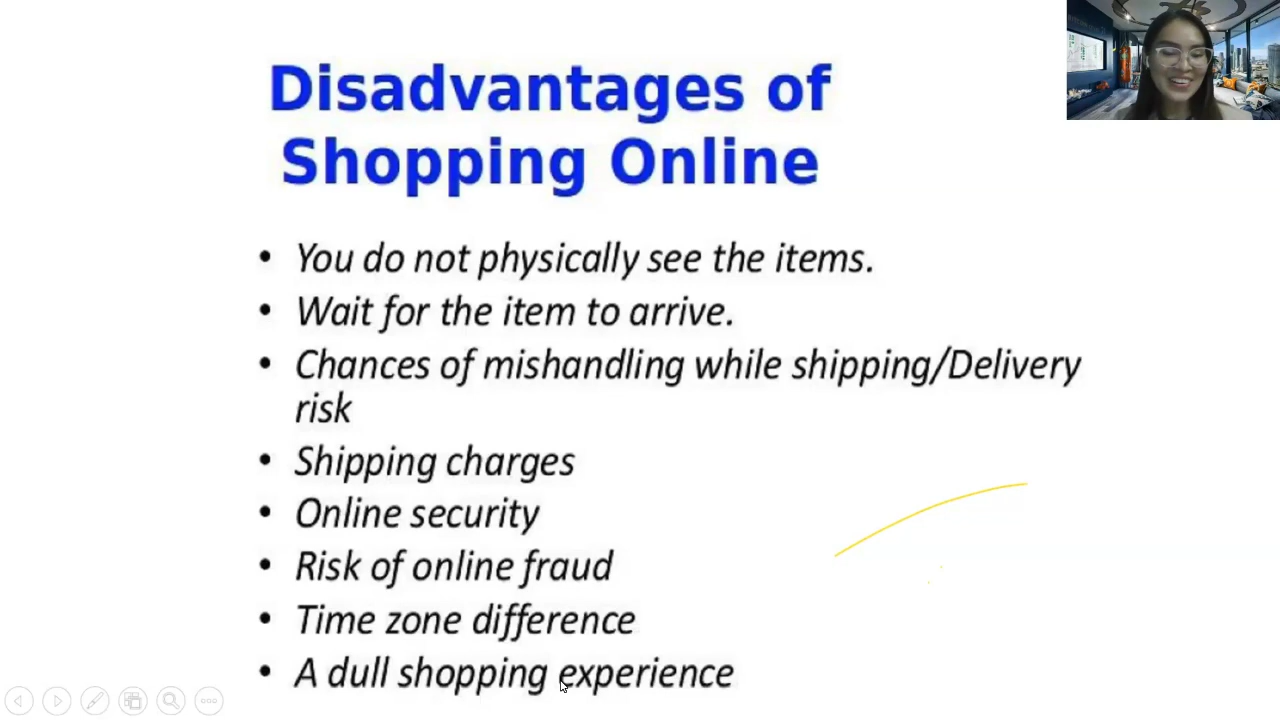 Disadvantages of
Shopping Online
• You do not physically see the items.
• Wait for the item to arrive.
• Chances of mishandling while shipping/Delivery
risk
• Shipping charges
• Online security
• Risk of online fraud
• Time zone difference
• A dull shopping experience